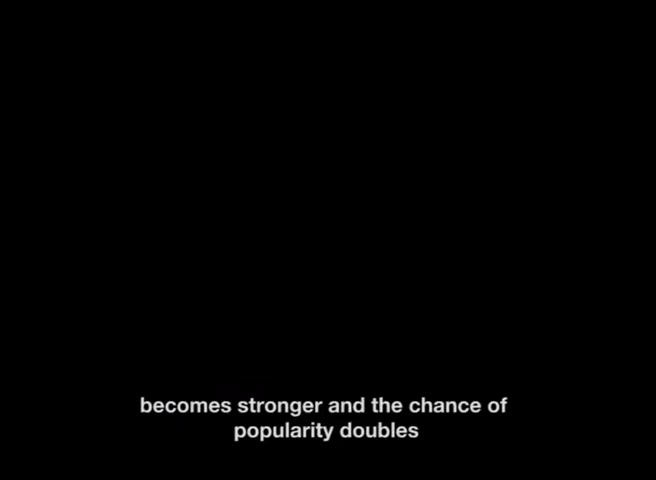 becomes stronger and the chance of
popularity doubles